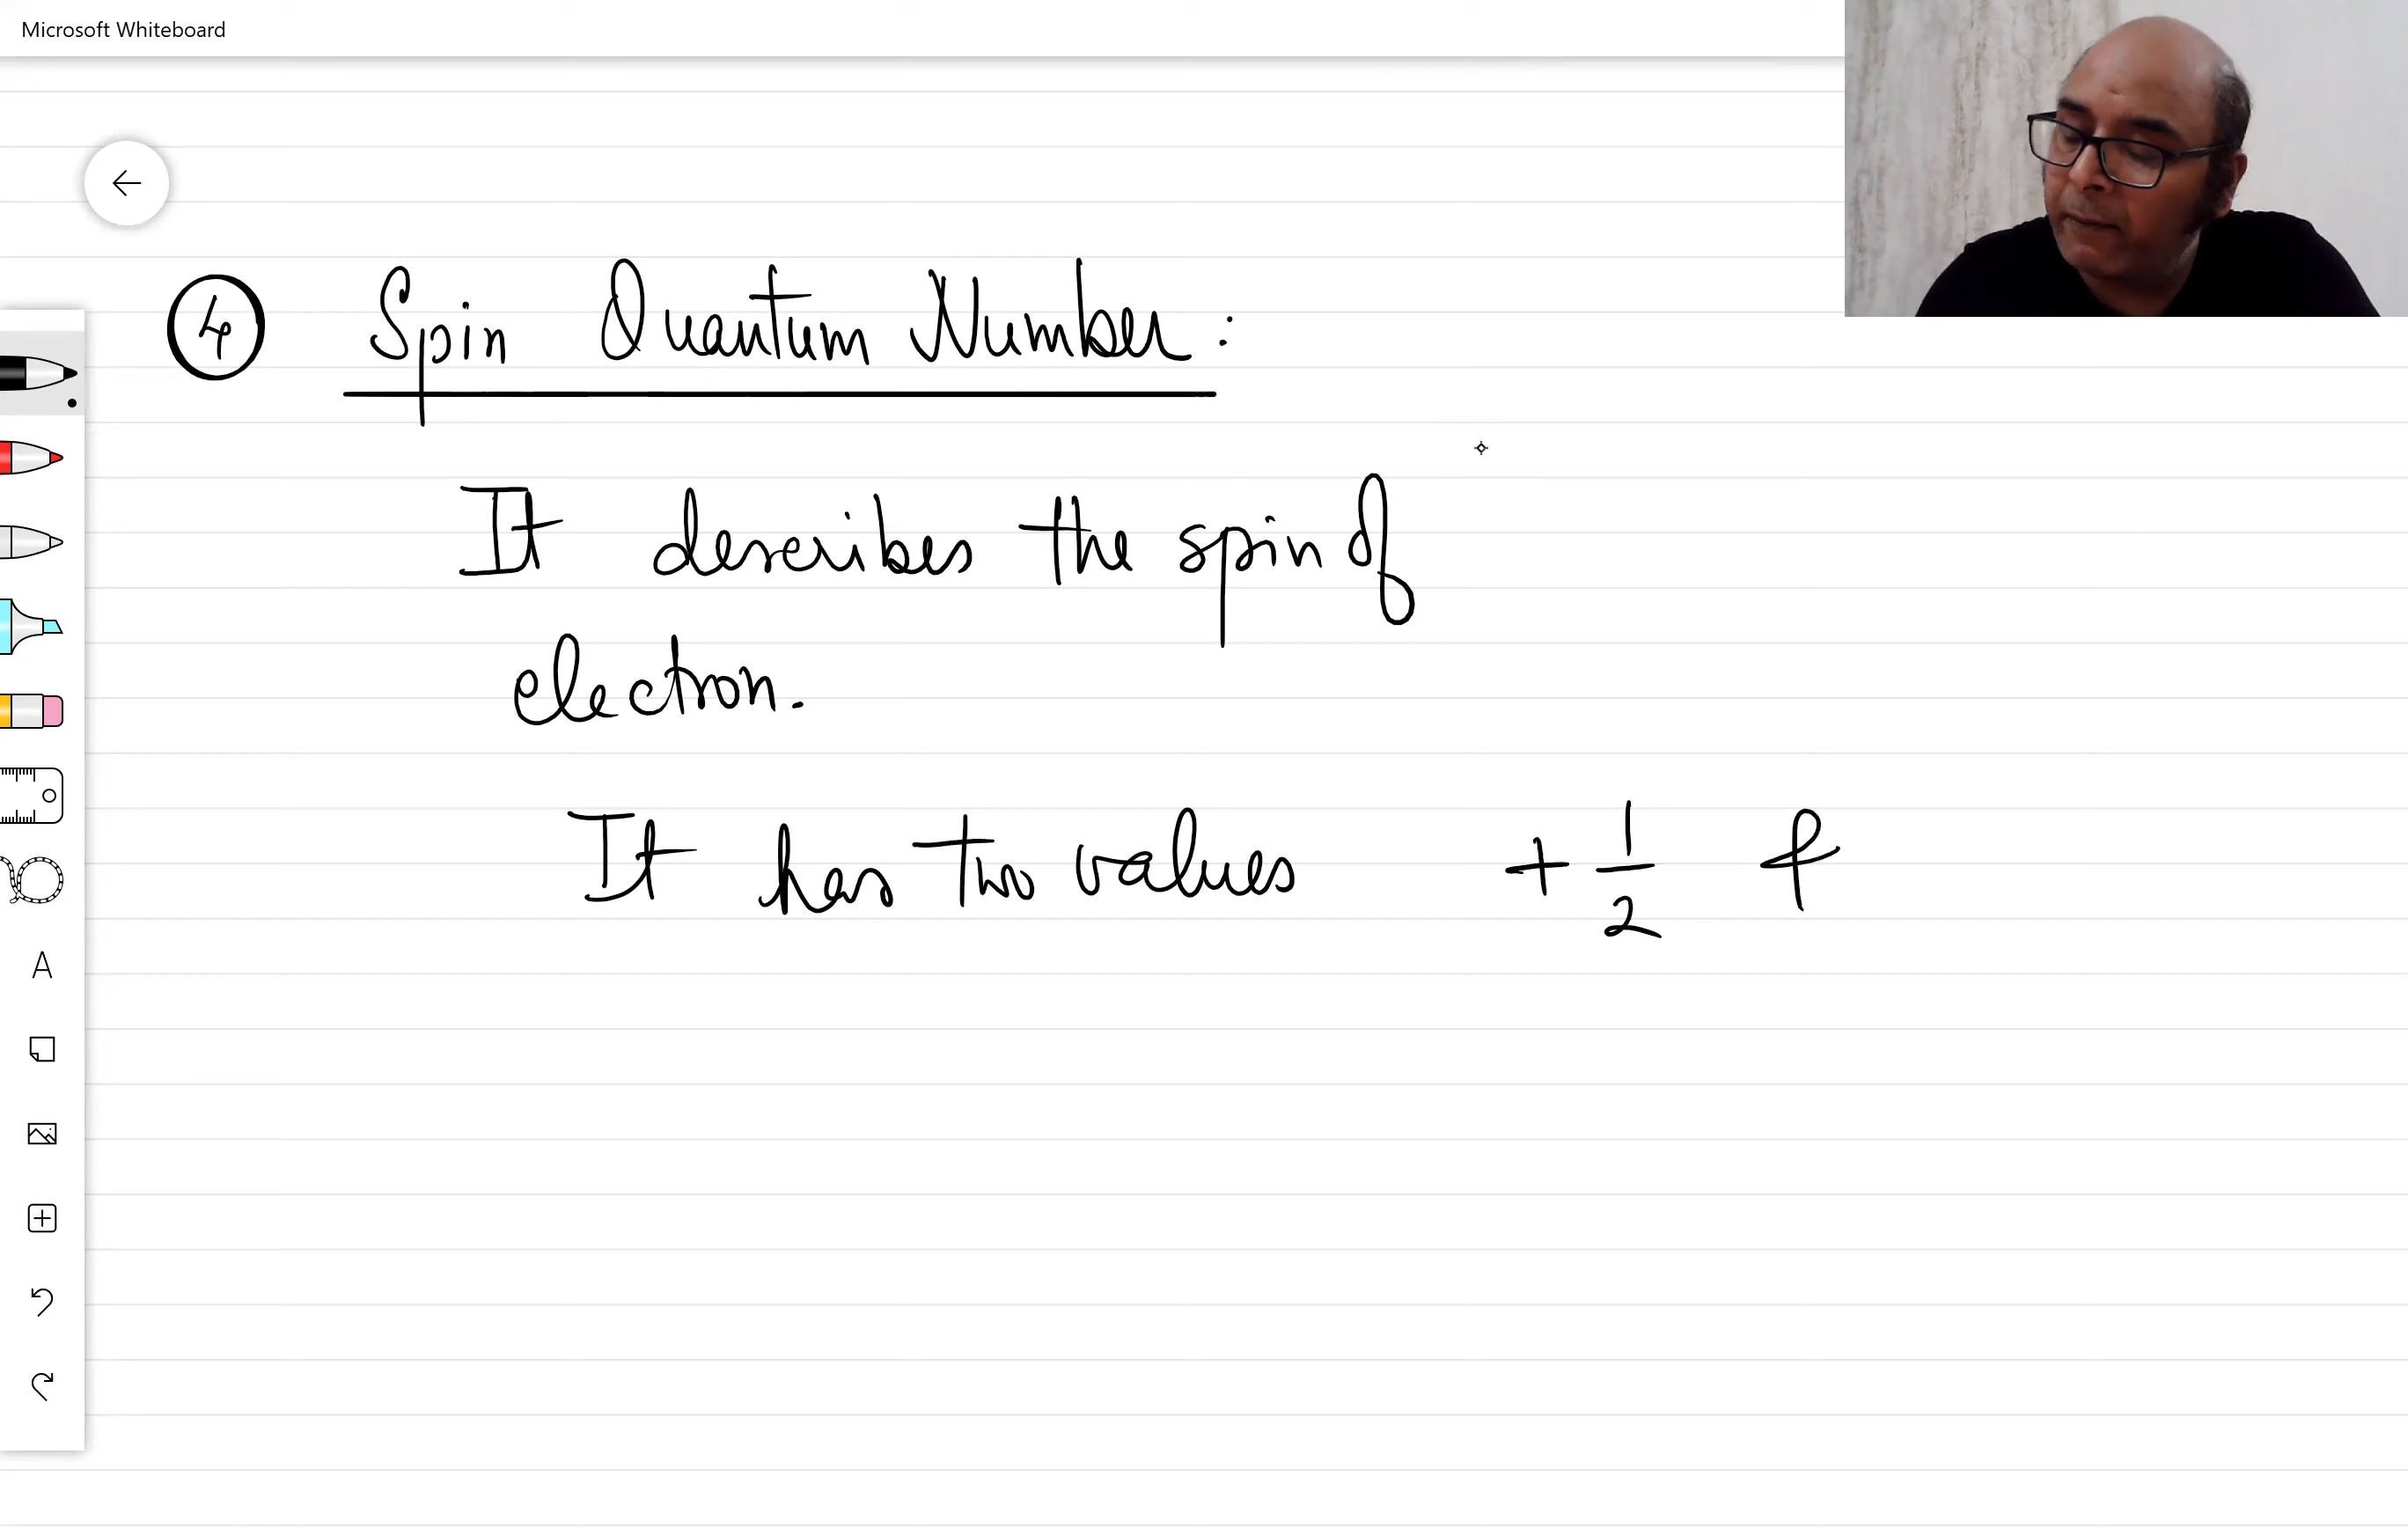 Microsoft Whiteboard
④ Spin Quantum Number:
It describes the spin of
electron.
It has two values + 1/2 &
A